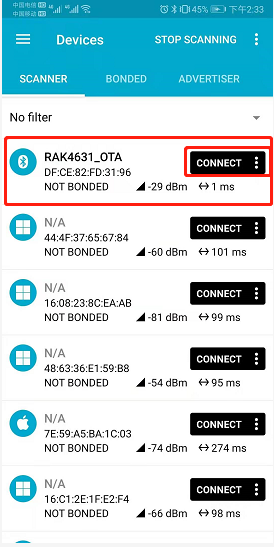 中国电信 HD 4G 4G
中国移动 HD 45% 下午2:33
Devices STOP SCANNING
SCANNER BONDED ADVERTISER
No filter
RAK4631_OTA
CONNECT
DF:CE:82:FD:31:96
NOT BONDED -29 dBm 1 ms
N/A
CONNECT
44:4F:37:65:67:84
NOT BONDED -60 dBm 101 ms
N/A
CONNECT
16:08:23:8C:EA:AB
NOT BONDED -81 dBm 99 ms
N/A
CONNECT
48:63:36:E1:59:B8
NOT BONDED -54 dBm 95 ms
N/A
CONNECT
7E:59:A5:BA:1C:03
NOT BONDED -74 dBm 274 ms
N/A
CONNECT
16:C1:2E:1F:E2:F4
NOT BONDED -66 dBm 98 ms